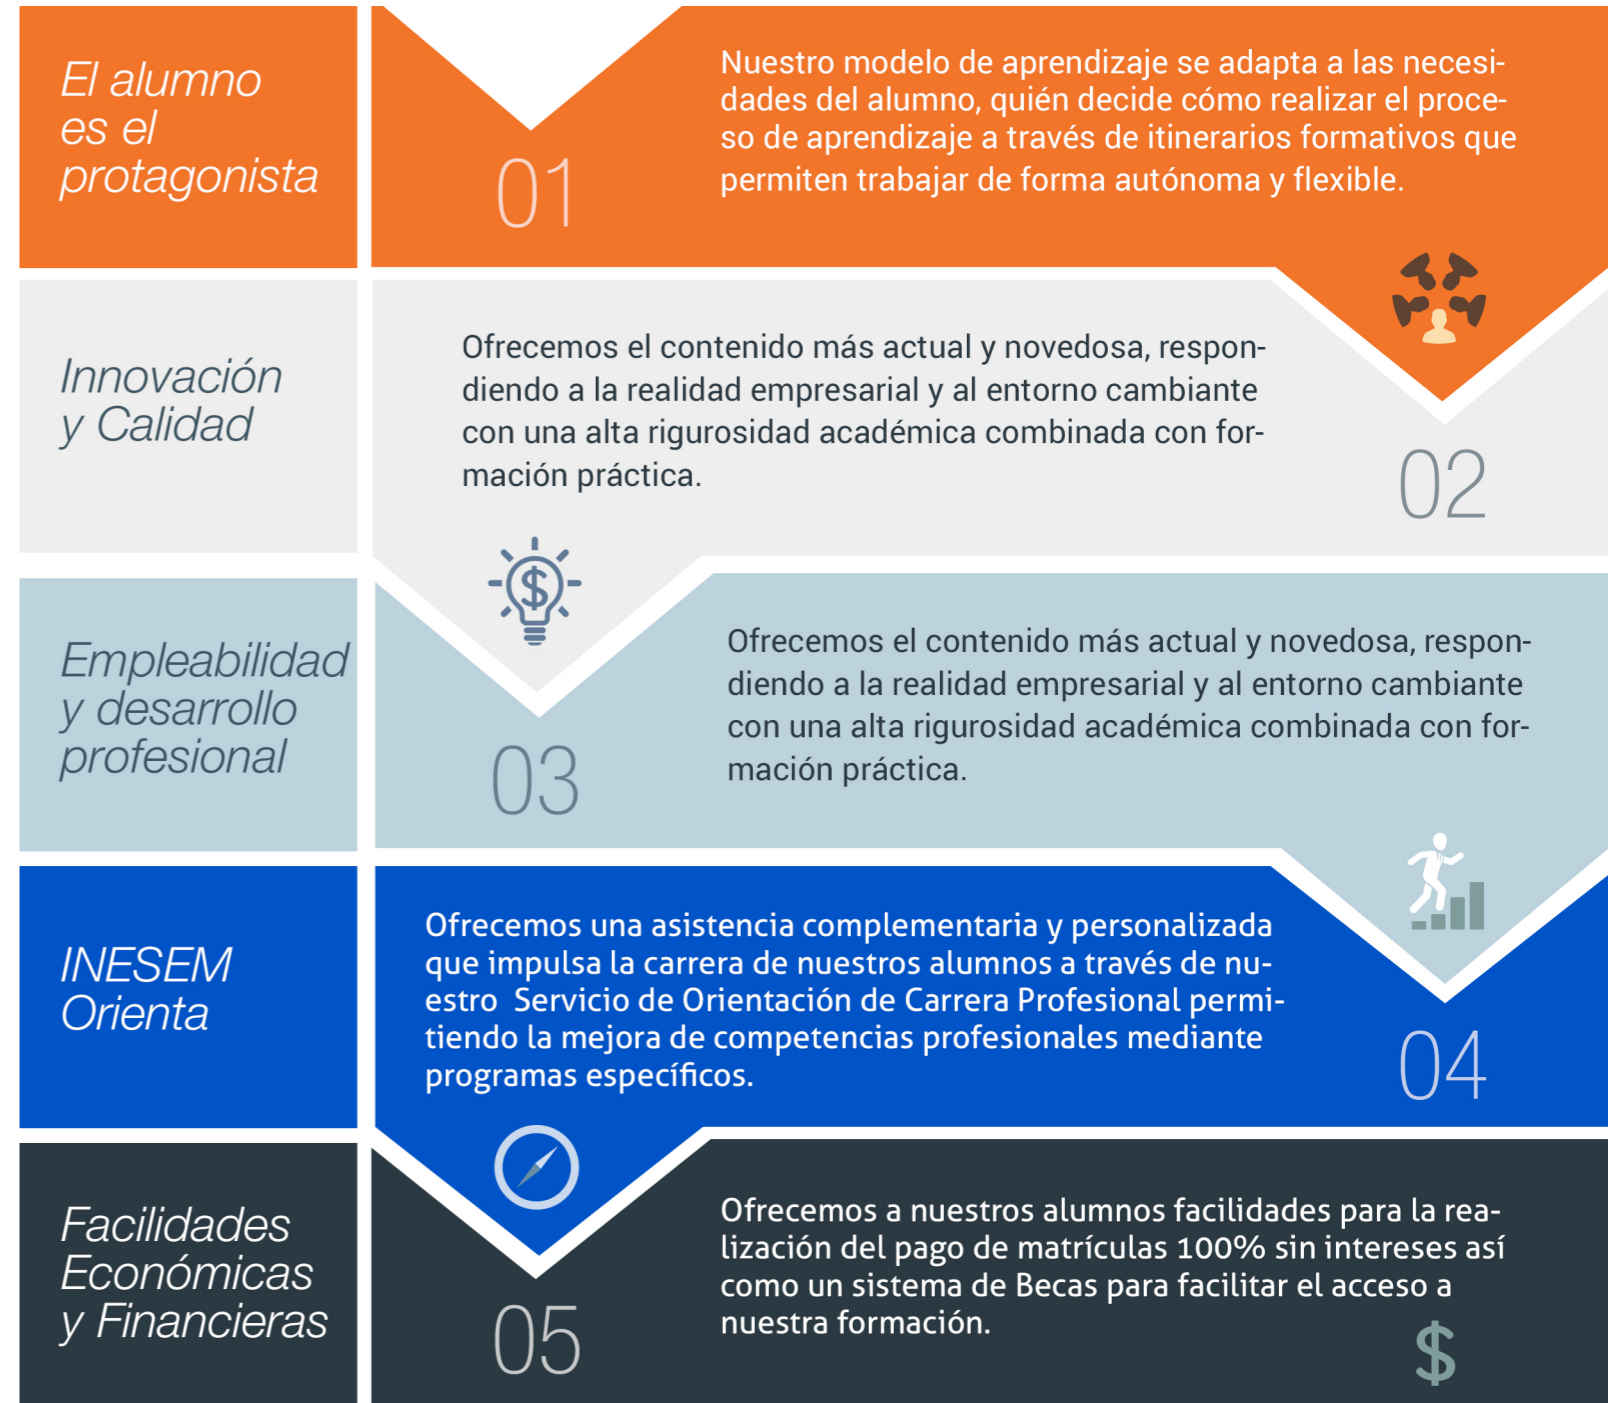 El alumno
es el
protagonista
01
Nuestro modelo de aprendizaje se adapta a las necesi-
dades del alumno, quién decide cómo realizar el proce-
so de aprendizaje a través de itinerarios formativos que
permiten trabajar de forma autónoma y flexible.
Innovación
y Calidad
Ofrecemos el contenido más actual y novedosa, respon-
diendo a la realidad empresarial y al entorno cambiante
con una alta rigurosidad académica combinada con for-
mación práctica.
02
$
Empleabilidad
y desarrollo
profesional
03
Ofrecemos el contenido más actual y novedosa, respon-
diendo a la realidad empresarial y al entorno cambiante
con una alta rigurosidad académica combinada con for-
mación práctica.
INESEM
Orienta
Ofrecemos una asistencia complementaria y personalizada
que impulsa la carrera de nuestros alumnos a través de nu-
estro  Servicio de Orientación de Carrera Profesional permi-
tiendo la mejora de competencias profesionales mediante
programas específicos.
04
Facilidades
Económicas
y Financieras
05
Ofrecemos a nuestros alumnos facilidades para la rea-
lización del pago de matrículas 100% sin intereses así
como un sistema de Becas para facilitar el acceso a
nuestra formación.
$